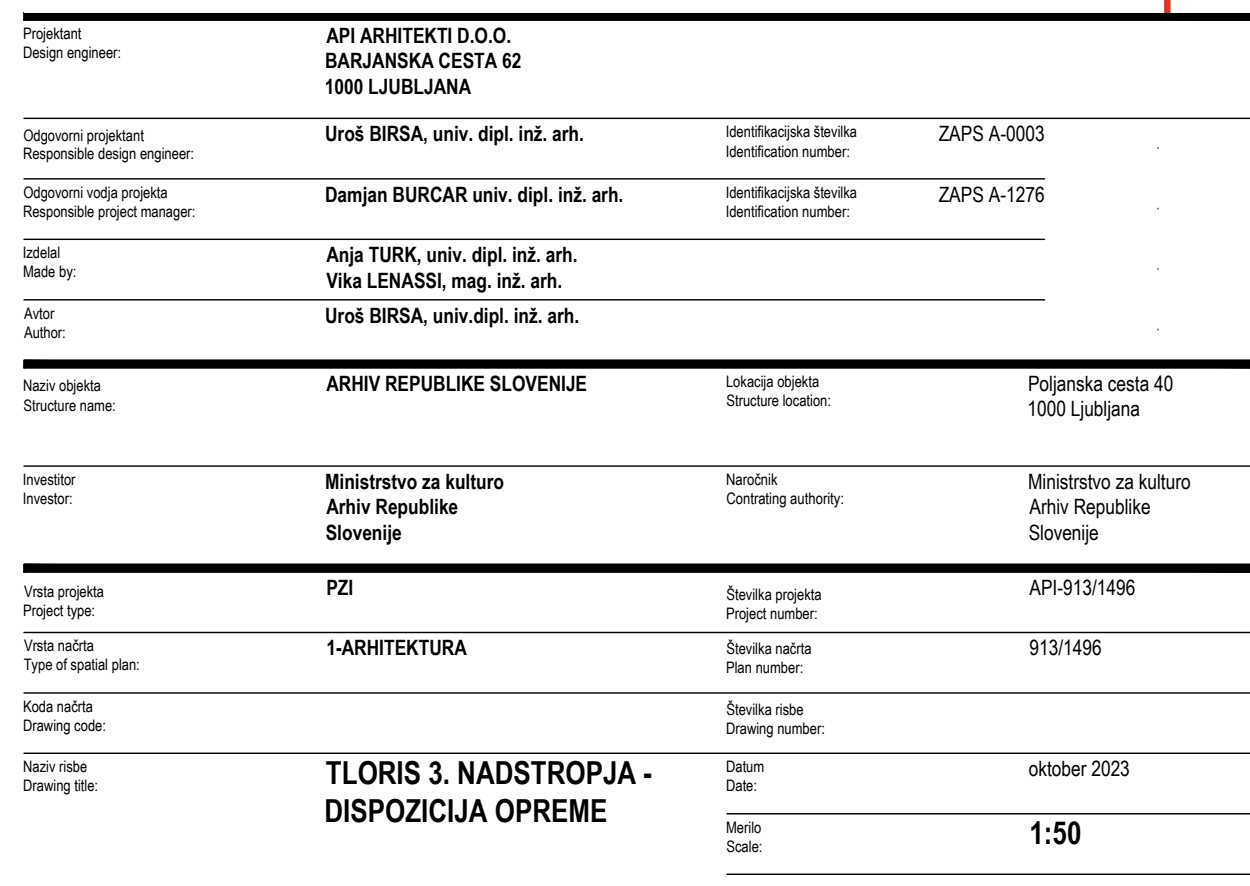 Projektant
Design engineer:
API ARHITEKTI D.O.O.
BARJANSKA CESTA 62
1000 LJUBLJANA
Odgovorni projektant
Responsible design engineer:
Uroš BIRSA, univ. dipl. inž. arh.
Identifikacijska številka
Identification number:
ZAPS A-0003
Odgovorni vodja projekta
Responsible project manager:
Damjan BURCAR univ. dipl. inž. arh.
Identifikacijska številka
Identification number:
ZAPS A-1276
Izdelal
Made by:
Anja TURK, univ. dipl. inž. arh.
Vika LENASSI, mag. inž. arh.
Avtor
Author:
Uroš BIRSA, univ.dipl. inž. arh.
Naziv objekta
Structure name:
ARHIV REPUBLIKE SLOVENIJE
Lokacija objekta
Structure location:
Poljanska cesta 40
1000 Ljubljana
Investitor
Investor:
Ministrstvo za kulturo
Arhiv Republike
Slovenije
Naročnik
Contrating authority:
Ministrstvo za kulturo
Arhiv Republike
Slovenije
Vrsta projekta
Project type:
PZI
Številka projekta
Project number:
API-913/1496
Vrsta načrta
Type of spatial plan:
1-ARHITEKTURA
Številka načrta
Plan number:
913/1496
Koda načrta
Drawing code:
Številka risbe
Drawing number:
Naziv risbe
Drawing title:
TLORIS 3. NADSTROPJA -
DISPOZICIJA OPREME
Datum
Date:
oktober 2023
Merilo
Scale:
1:50